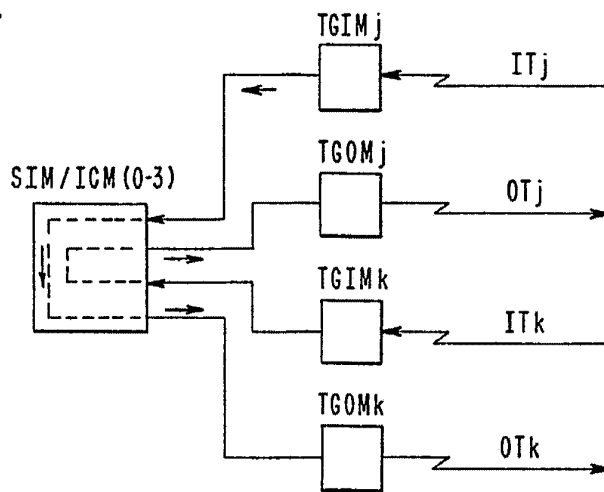 TGIMj
ITj
TGOMj
SIM/ICM(0-3)
OTj
TGIMk
ITk
TGOMk
OTk